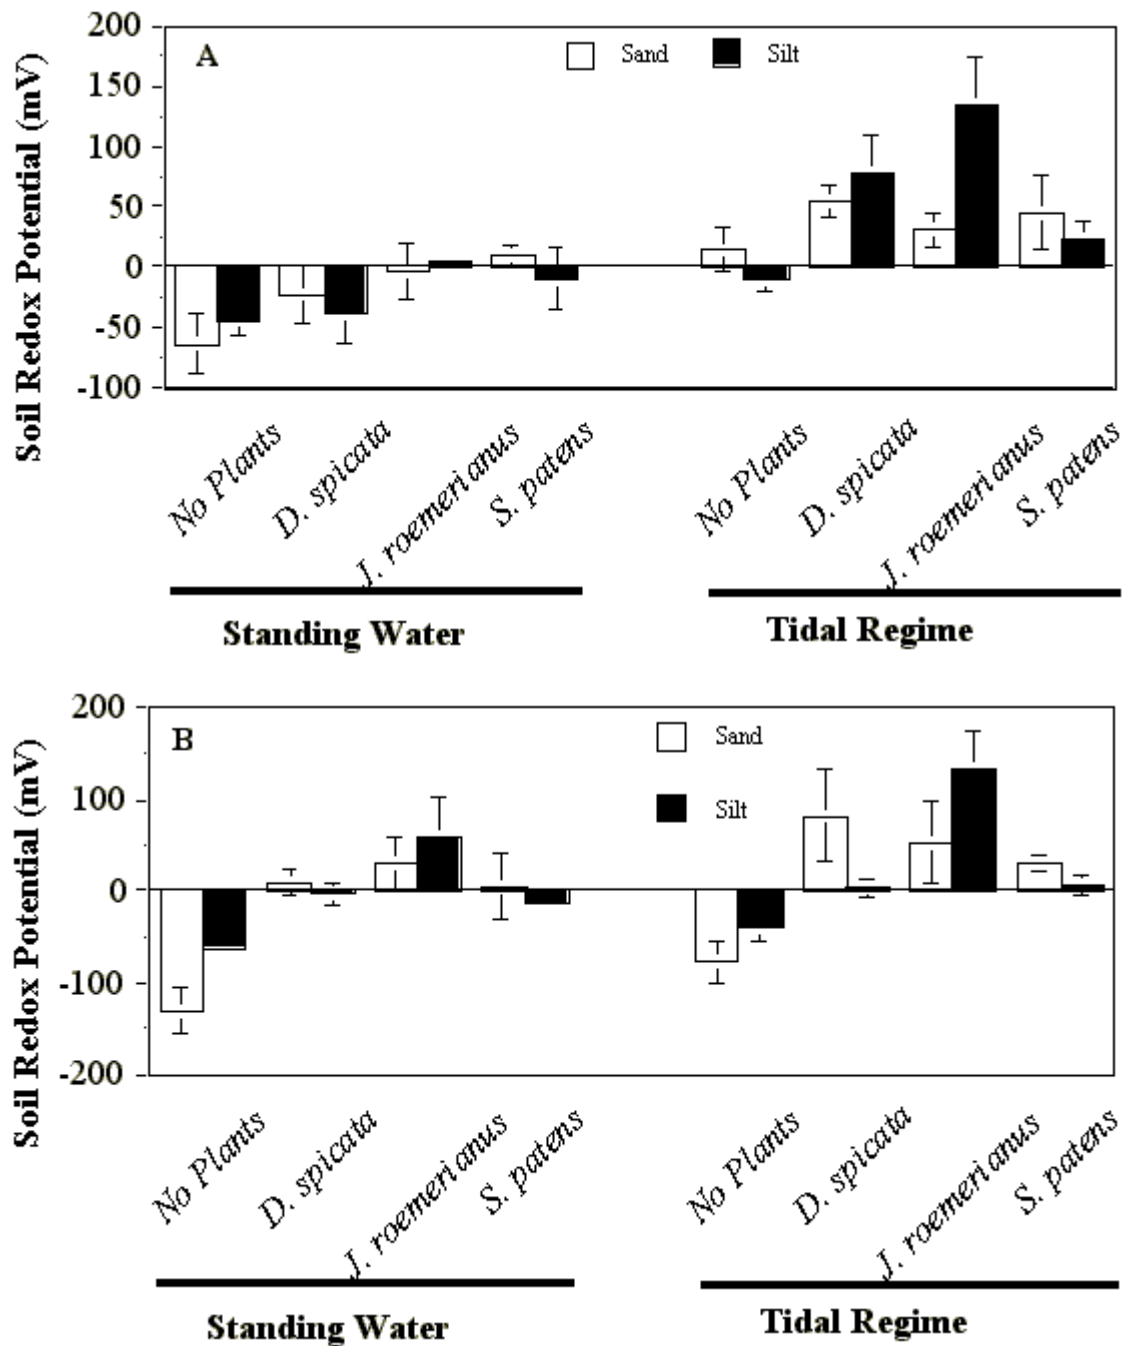 200
150
100
50
0
-50
-100
Soil Redox Potential (mV)
A
Sand
Silt
No Plants
D. spicata
J. roemerianus
S. patens
No Plants
D. spicata
J. roemerianus
S. patens
Standing Water
Tidal Regime
200
100
0
-100
-200
Soil Redox Potential (mV)
B
Sand
Silt
No Plants
D. spicata
J. roemerianus
S. patens
No Plants
D. spicata
J. roemerianus
S. patens
Standing Water
Tidal Regime